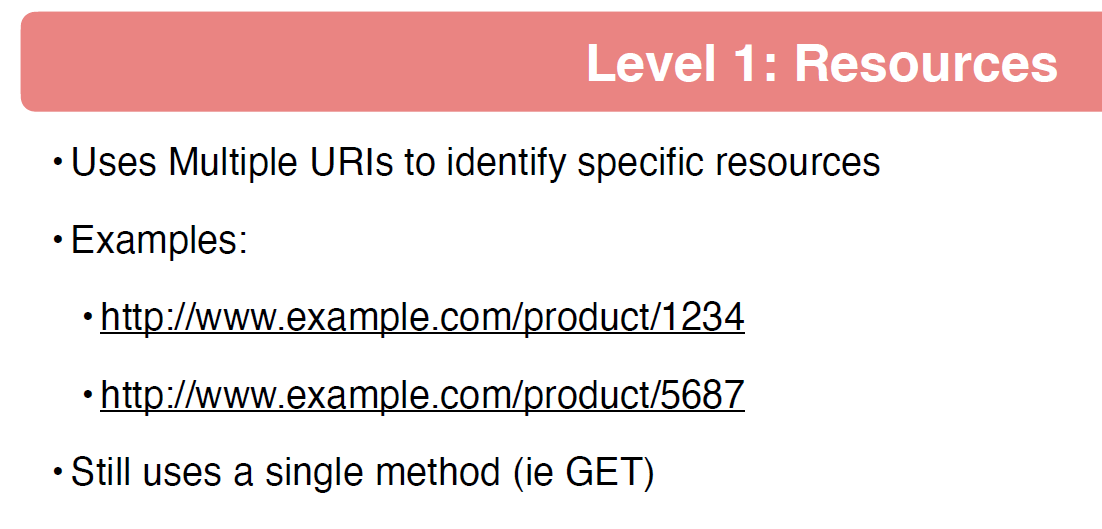 Level 1: Resources
• Uses Multiple URIs to identify specific resources
• Examples:
• http://www.example.com/product/1234
• http://www.example.com/product/5687
• Still uses a single method (ie GET)